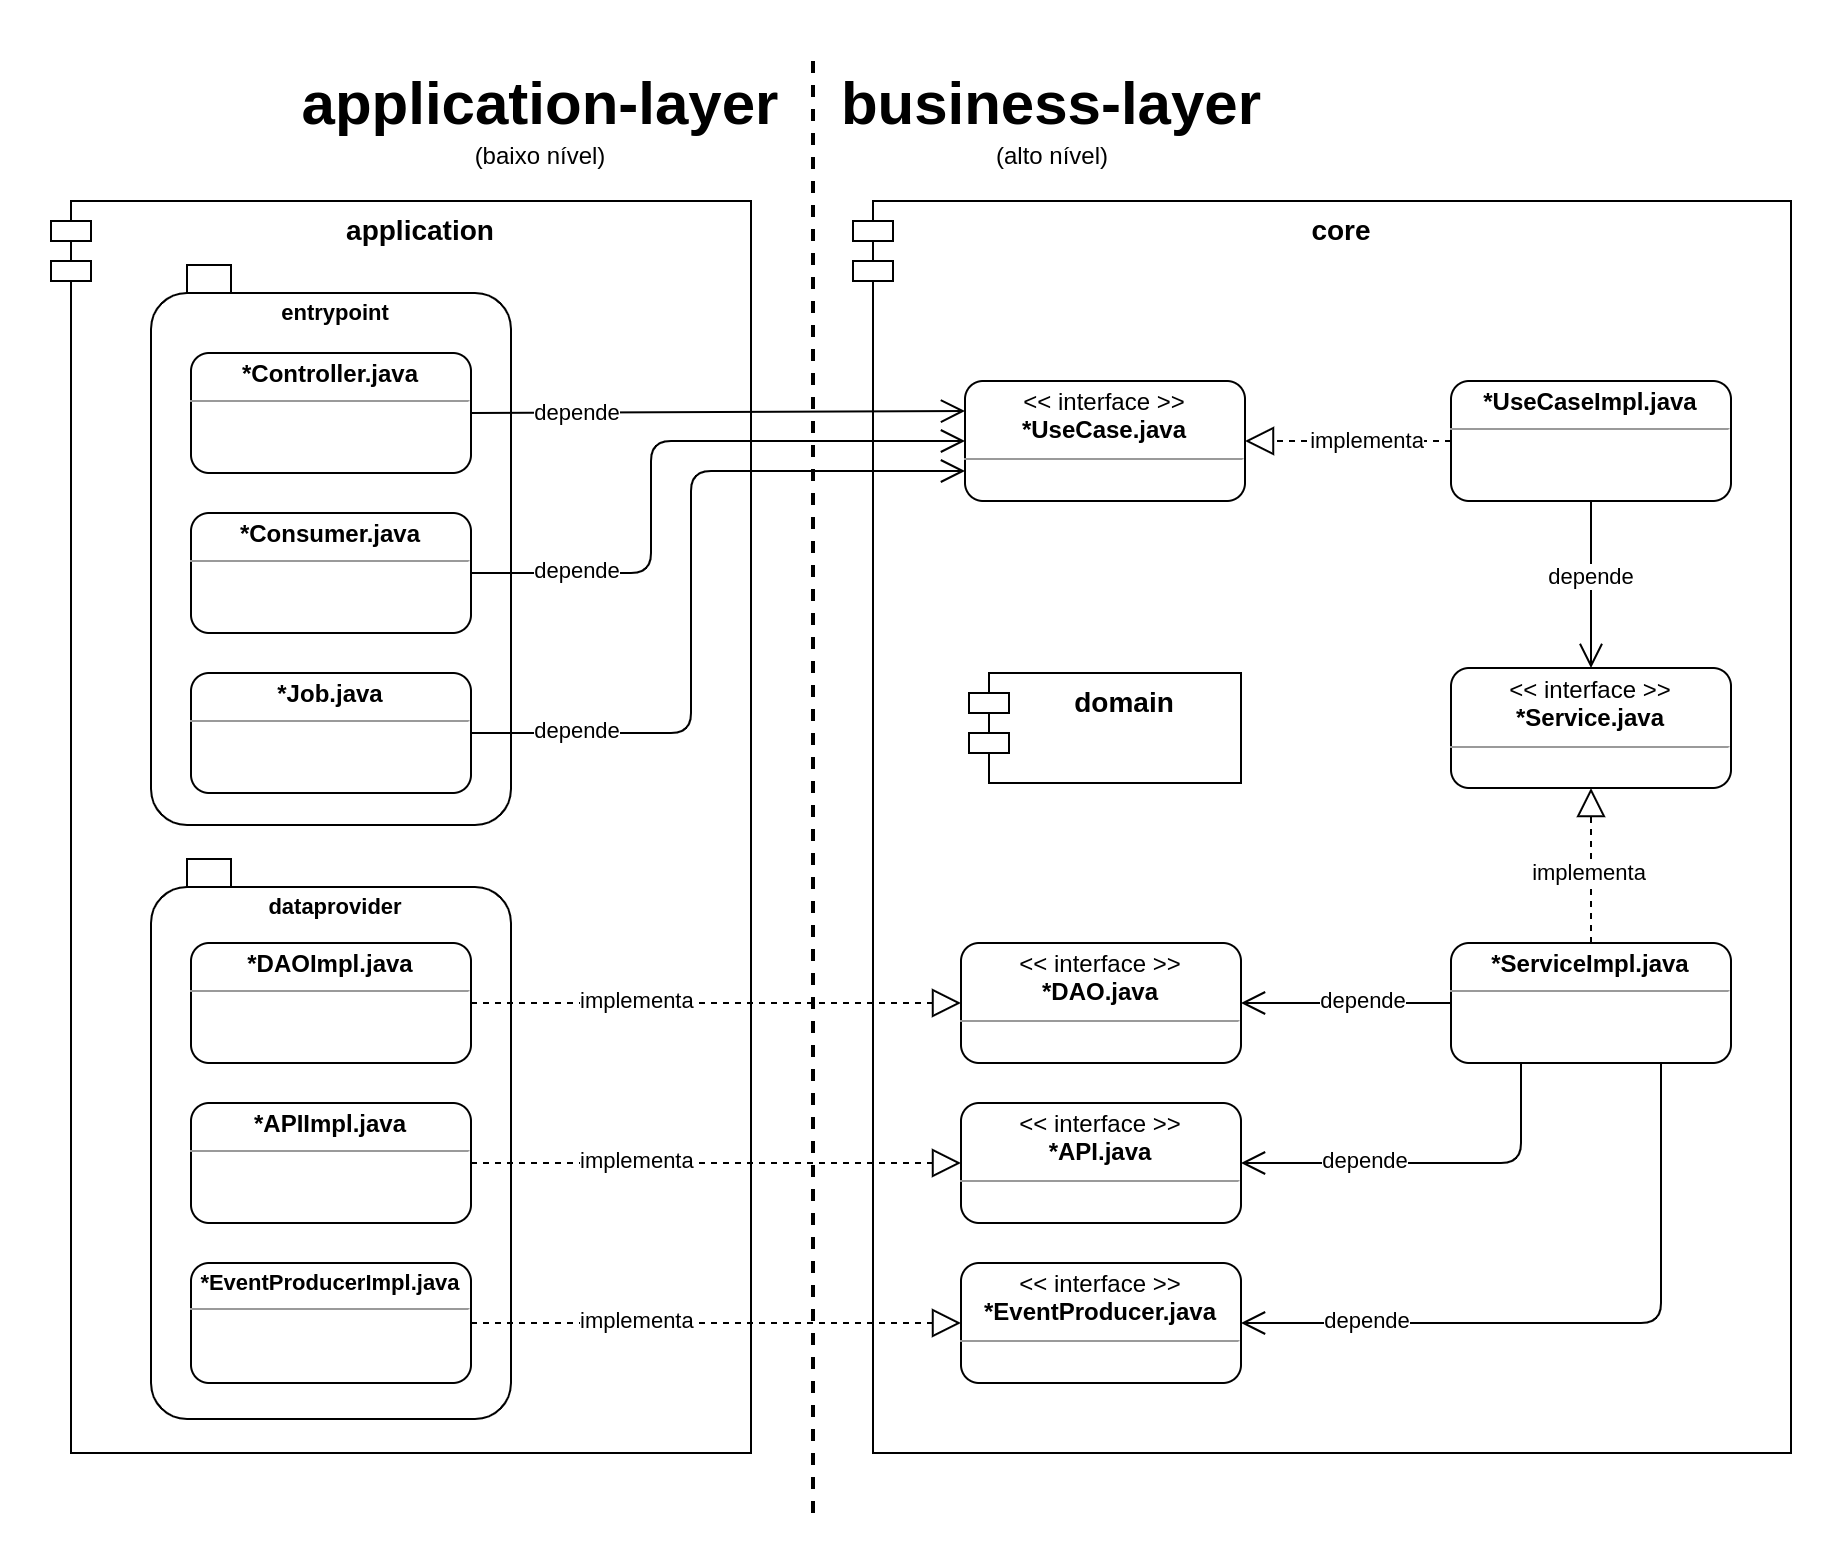 application-layer
(baixo nível)
business-layer
(alto nível)
application
entrypoint
*Controller.java
depende
*Consumer.java
depende
*Job.java
depende
dataprovider
*DAOImpl.java
implementa
*APIImpl.java
implementa
*EventProducerImpl.java
implementa
core
<< interface >>
*UseCase.java
implementa
*UseCaseImpl.java
depende
domain
<< interface >>
*Service.java
implementa
<< interface >>
*DAO.java
depende
*ServiceImpl.java
<< interface >>
*API.java
depende
<< interface >>
*EventProducer.java
depende